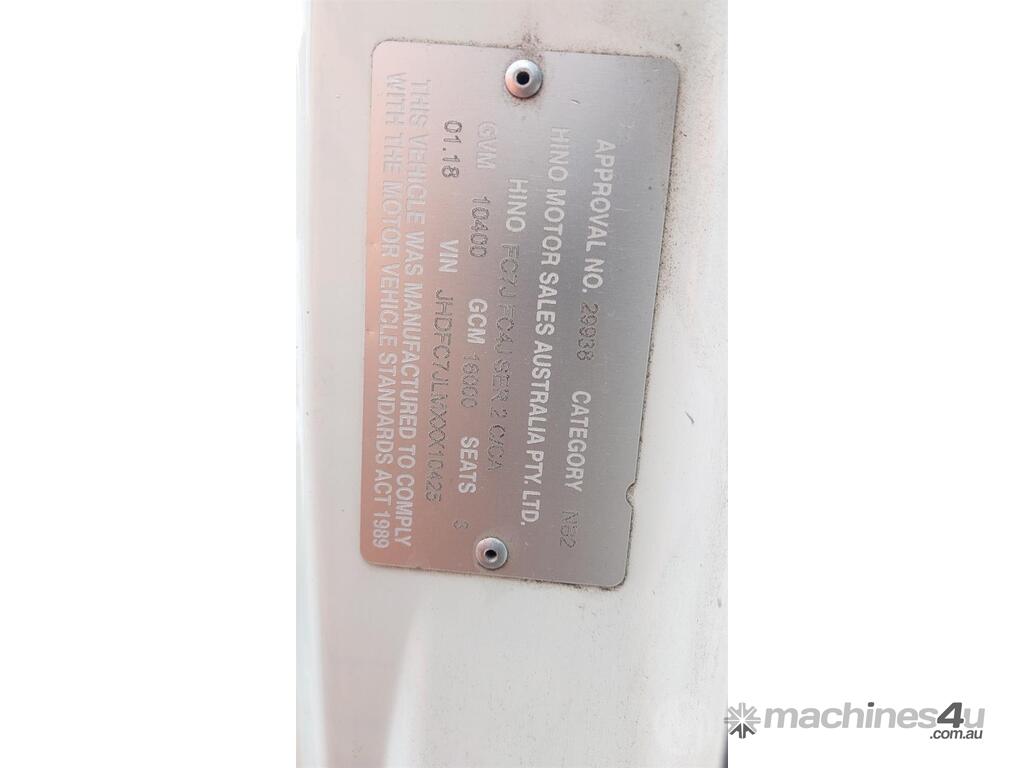 APPROVAL NO. 29938 CATEGORY NB2
HINO MOTOR SALES AUSTRALIA PTY. LTD.
HINO FC7J FC4J SER 2 C/CA
GVM 10400 GCM 16000 SEATS 3
01.18 VIN JHDFC7JLMXXX10425
THIS VEHICLE WAS MANUFACTURED TO COMPLY
WITH THE MOTOR VEHICLE STANDARDS ACT 1989
machines4u
.com.au